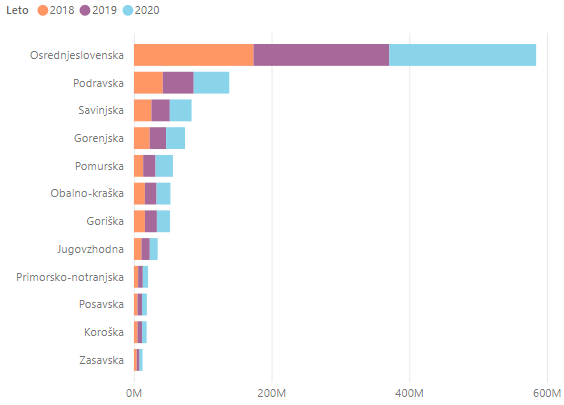 Leto 2018 2019 2020
Osrednjeslovenska
Podravska
Savinjska
Gorenjska
Pomurska
Obalno-kraška
Goriška
Jugovzhodna
Primorsko-notranjska
Posavska
Koroška
Zasavska
0M 200M 400M 600M